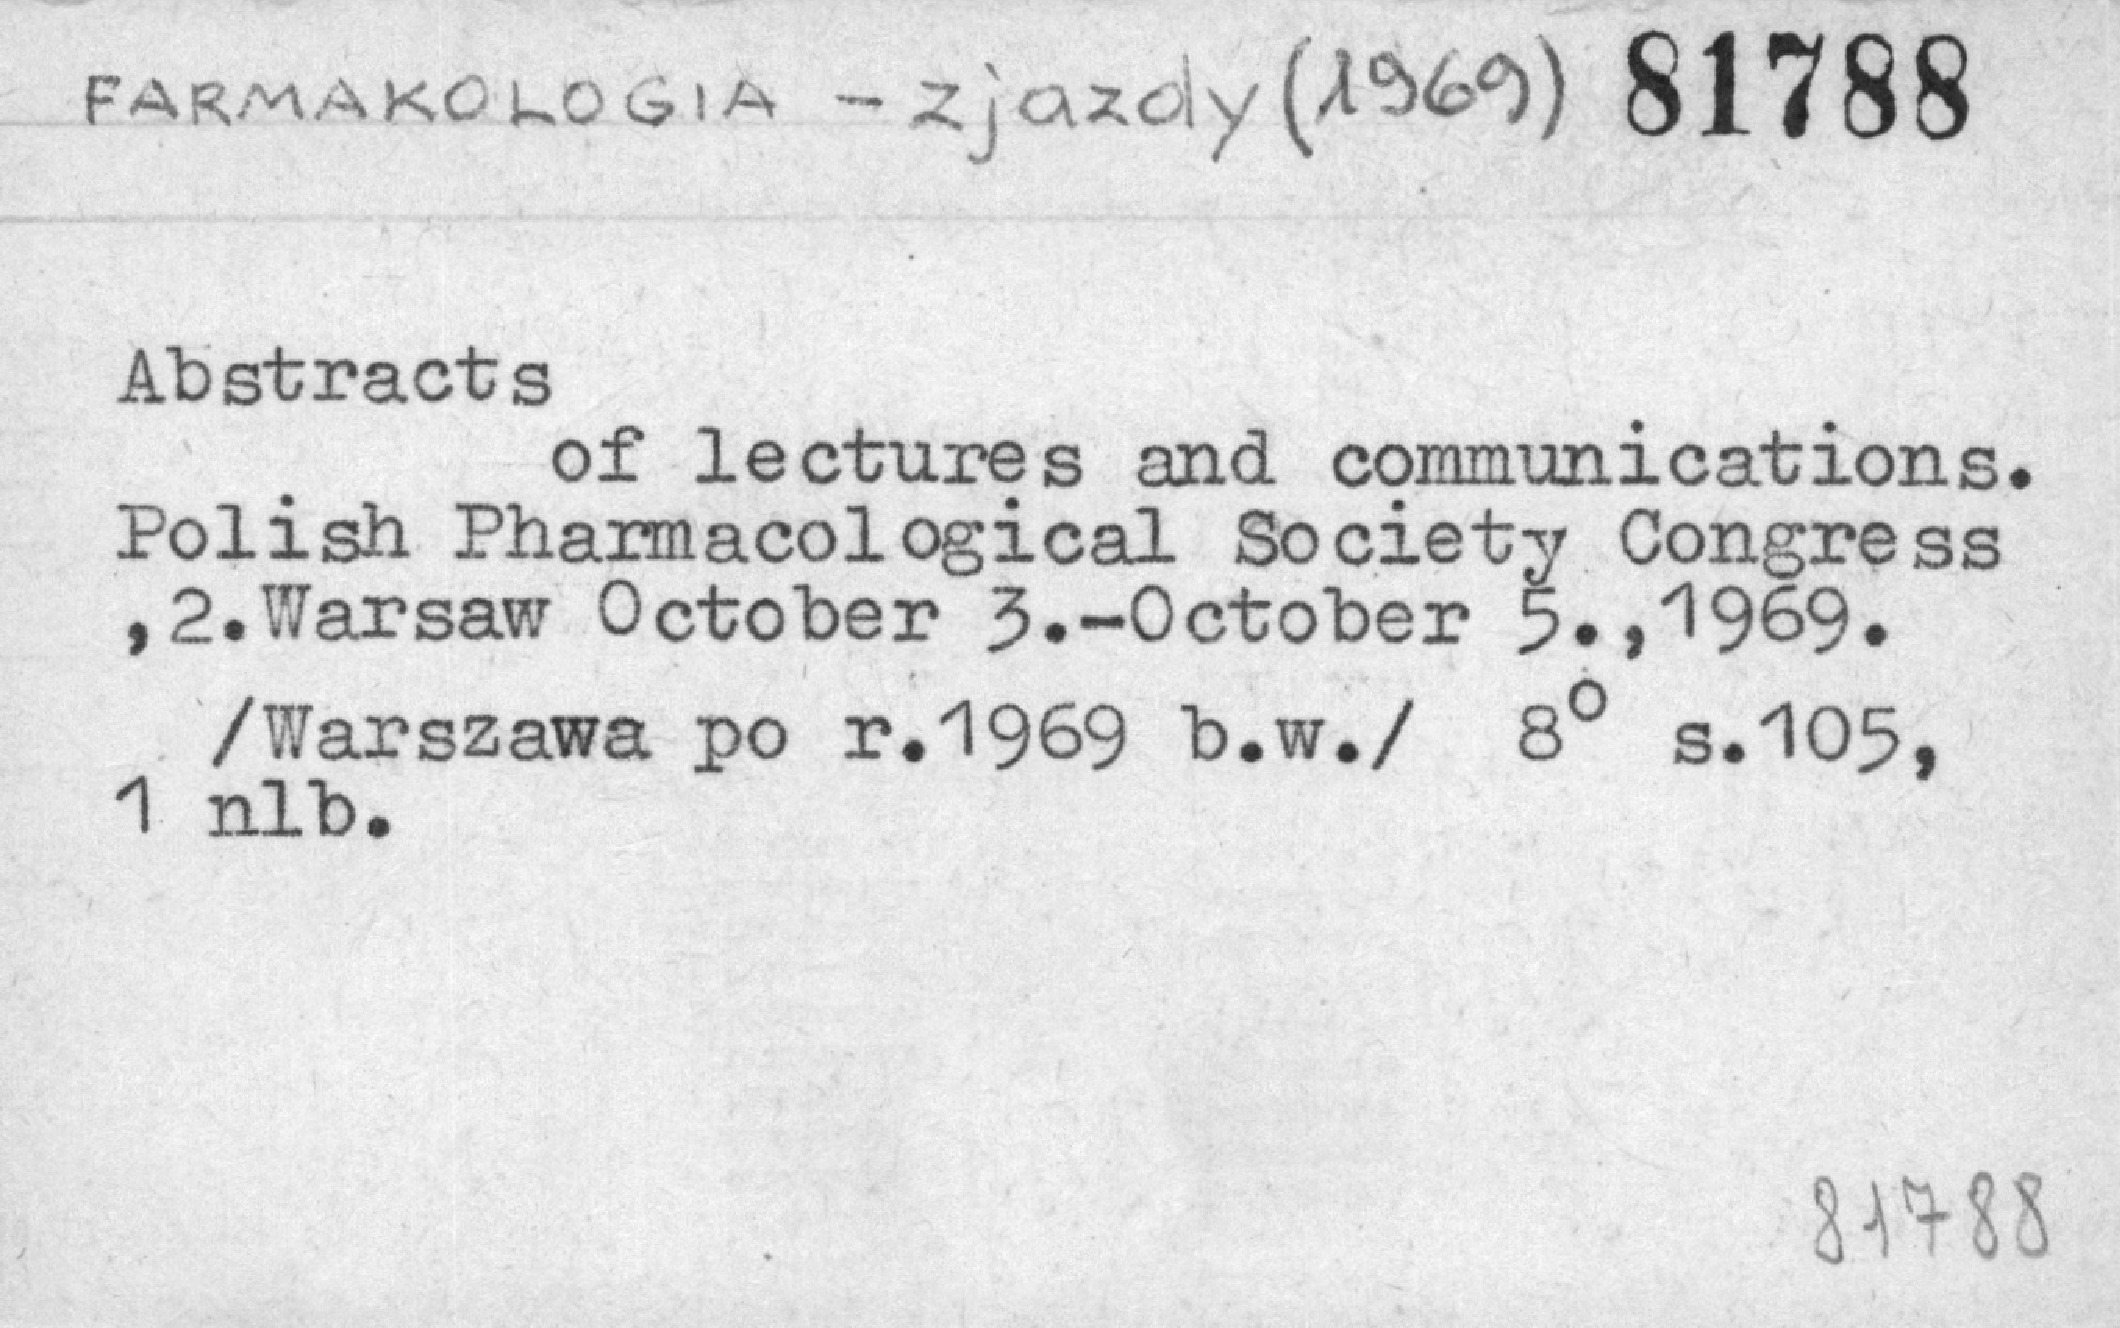 FARMAKOLOGIA - zjazdy (1969) 81788
Abstracts
of lectures and communications.
Polish Pharmacological Society Congress
,2.Warsaw October 3.-October 5.,1969.
/Warszawa po r.1969 b.w./ 8° s.105,
1 nlb.
81788